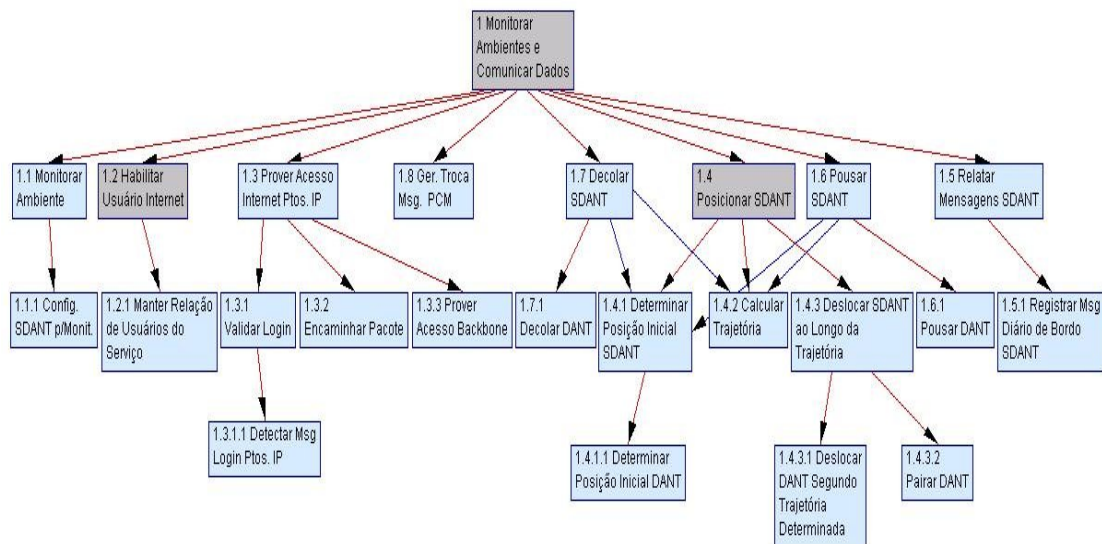 1 Monitorar
Ambientes e
Comunicar Dados
1.1 Monitorar
Ambiente
1.2 Habilitar
Usuário Internet
1.3 Prover Acesso
Internet Ptos. IP
1.8 Ger. Troca
Msg. PCM
1.7 Decolar
SDANT
1.4
Posicionar SDANT
1.6 Pousar
SDANT
1.5 Relatar
Mensagens SDANT
1.1.1 Config.
SDANT p/Monit.
1.2.1 Manter Relação
de Usuários do
Serviço
1.3.1
Validar Login
1.3.2
Encaminhar Pacote
1.3.3 Prover
Acesso Backbone
1.7.1
Decolar DANT
1.4.1 Determinar
Posição Inicial
SDANT
1.4.2 Calcular
Trajetória
1.4.3 Deslocar SDANT
ao Longo da
Trajetória
1.6.1
Pousar DANT
1.5.1 Registrar Msg
Diário de Bordo
SDANT
1.3.1.1 Detectar Msg
Login Ptos. IP
1.4.1.1 Determinar
Posição Inicial DANT
1.4.3.1 Deslocar
DANT Segundo
Trajetória
Determinada
1.4.3.2
Pairar DANT